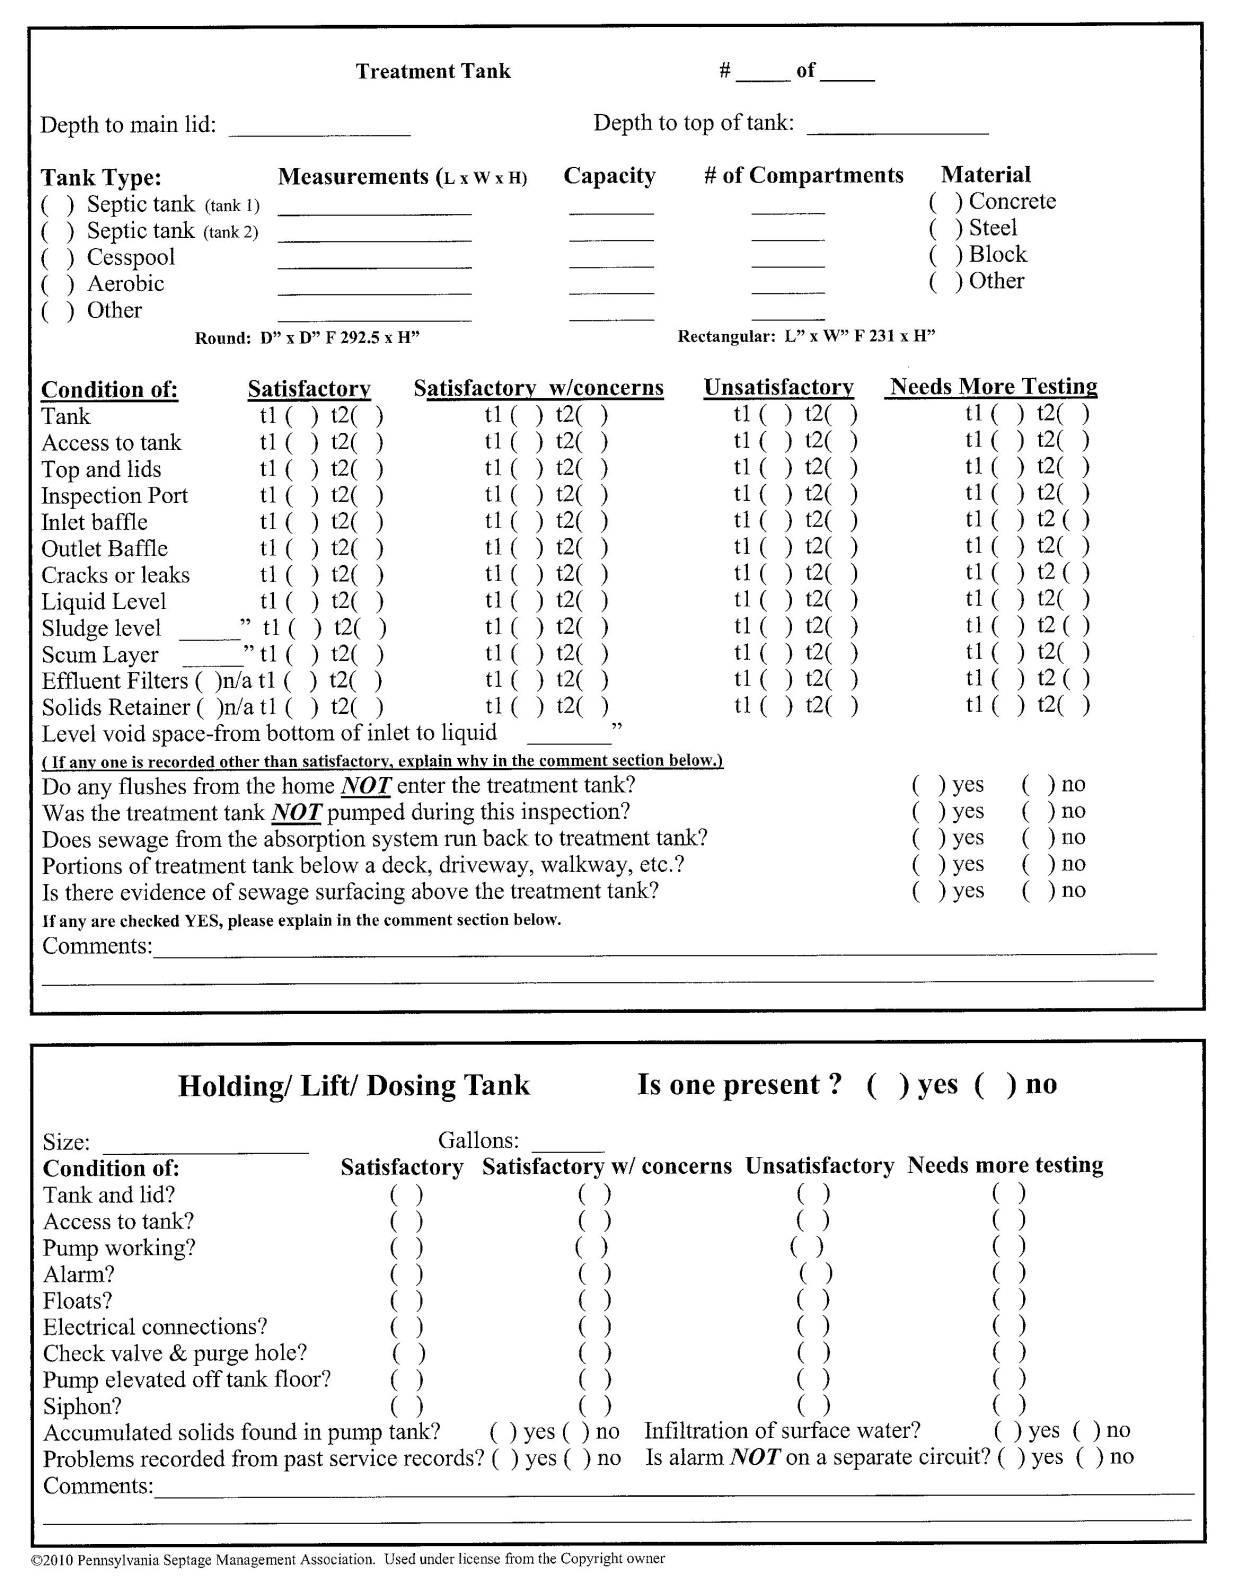 Treatment Tank # _____ of _____
Depth to main lid: _______________ Depth to top of tank: _______________
Tank Type: Measurements (L x W x H) Capacity # of Compartments Material
( ) Septic tank (tank 1) ________________ _______ ______ ( ) Concrete
( ) Septic tank (tank 2) ________________ _______ ______ ( ) Steel
( ) Cesspool ________________ _______ ______ ( ) Block
( ) Aerobic ________________ _______ ______ ( ) Other
( ) Other ________________ _______ ______
Round: D” x D” F 292.5 x H” Rectangular: L” x W” F 231 x H”
Condition of: Satisfactory Satisfactory w/concerns Unsatisfactory Needs More Testing
Tank t1 ( ) t2( ) t1 ( ) t2( ) t1 ( ) t2( ) t1 ( ) t2( )
Access to tank t1 ( ) t2( ) t1 ( ) t2( ) t1 ( ) t2( ) t1 ( ) t2( )
Top and lids t1 ( ) t2( ) t1 ( ) t2( ) t1 ( ) t2( ) t1 ( ) t2( )
Inspection Port t1 ( ) t2( ) t1 ( ) t2( ) t1 ( ) t2( ) t1 ( ) t2( )
Inlet baffle t1 ( ) t2( ) t1 ( ) t2( ) t1 ( ) t2( ) t1 ( ) t2 ( )
Outlet Baffle t1 ( ) t2( ) t1 ( ) t2( ) t1 ( ) t2( ) t1 ( ) t2( )
Cracks or leaks t1 ( ) t2( ) t1 ( ) t2( ) t1 ( ) t2( ) t1 ( ) t2 ( )
Liquid Level t1 ( ) t2( ) t1 ( ) t2( ) t1 ( ) t2( ) t1 ( ) t2( )
Sludge level _____” t1 ( ) t2( ) t1 ( ) t2( ) t1 ( ) t2( ) t1 ( ) t2 ( )
Scum Layer _____” t1 ( ) t2( ) t1 ( ) t2( ) t1 ( ) t2( ) t1 ( ) t2( )
Effluent Filters ( )n/a t1 ( ) t2( ) t1 ( ) t2( ) t1 ( ) t2( ) t1 ( ) t2 ( )
Solids Retainer ( )n/a t1 ( ) t2( ) t1 ( ) t2( ) t1 ( ) t2( ) t1 ( ) t2( )
Level void space-from bottom of inlet to liquid _______”
( If any one is recorded other than satisfactory, explain why in the comment section below.)
Do any flushes from the home NOT enter the treatment tank? ( ) yes ( ) no
Was the treatment tank NOT pumped during this inspection? ( ) yes ( ) no
Does sewage from the absorption system run back to treatment tank? ( ) yes ( ) no
Portions of treatment tank below a deck, driveway, walkway, etc.? ( ) yes ( ) no
Is there evidence of sewage surfacing above the treatment tank? ( ) yes ( ) no
If any are checked YES, please explain in the comment section below.
Comments:
Holding/ Lift/ Dosing Tank Is one present ? ( ) yes ( ) no
Size: _________________ Gallons: ______
Condition of: Satisfactory Satisfactory w/ concerns Unsatisfactory Needs more testing
Tank and lid? ( ) ( ) ( ) ( )
Access to tank? ( ) ( ) ( ) ( )
Pump working? ( ) ( ) ( ) ( )
Alarm? ( ) ( ) ( ) ( )
Floats? ( ) ( ) ( ) ( )
Electrical connections? ( ) ( ) ( ) ( )
Check valve & purge hole? ( ) ( ) ( ) ( )
Pump elevated off tank floor? ( ) ( ) ( ) ( )
Siphon? ( ) ( ) ( ) ( )
Accumulated solids found in pump tank? ( ) yes ( ) no Infiltration of surface water? ( ) yes ( ) no
Problems recorded from past service records? ( ) yes ( ) no Is alarm NOT on a separate circuit? ( ) yes ( ) no
Comments:
©2010 Pennsylvania Septage Management Association. Used under license from the Copyright owner